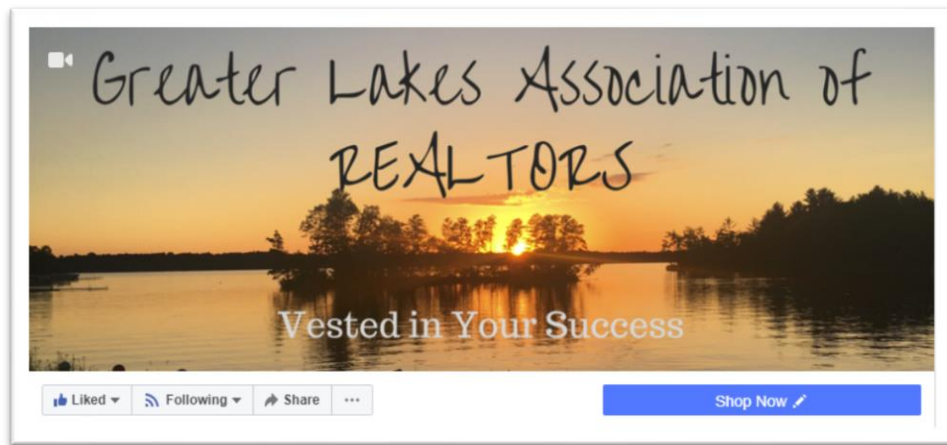 Greater Lakes Association of
REALTORS
Vested in Your Success
Liked Following Share ... Shop Now